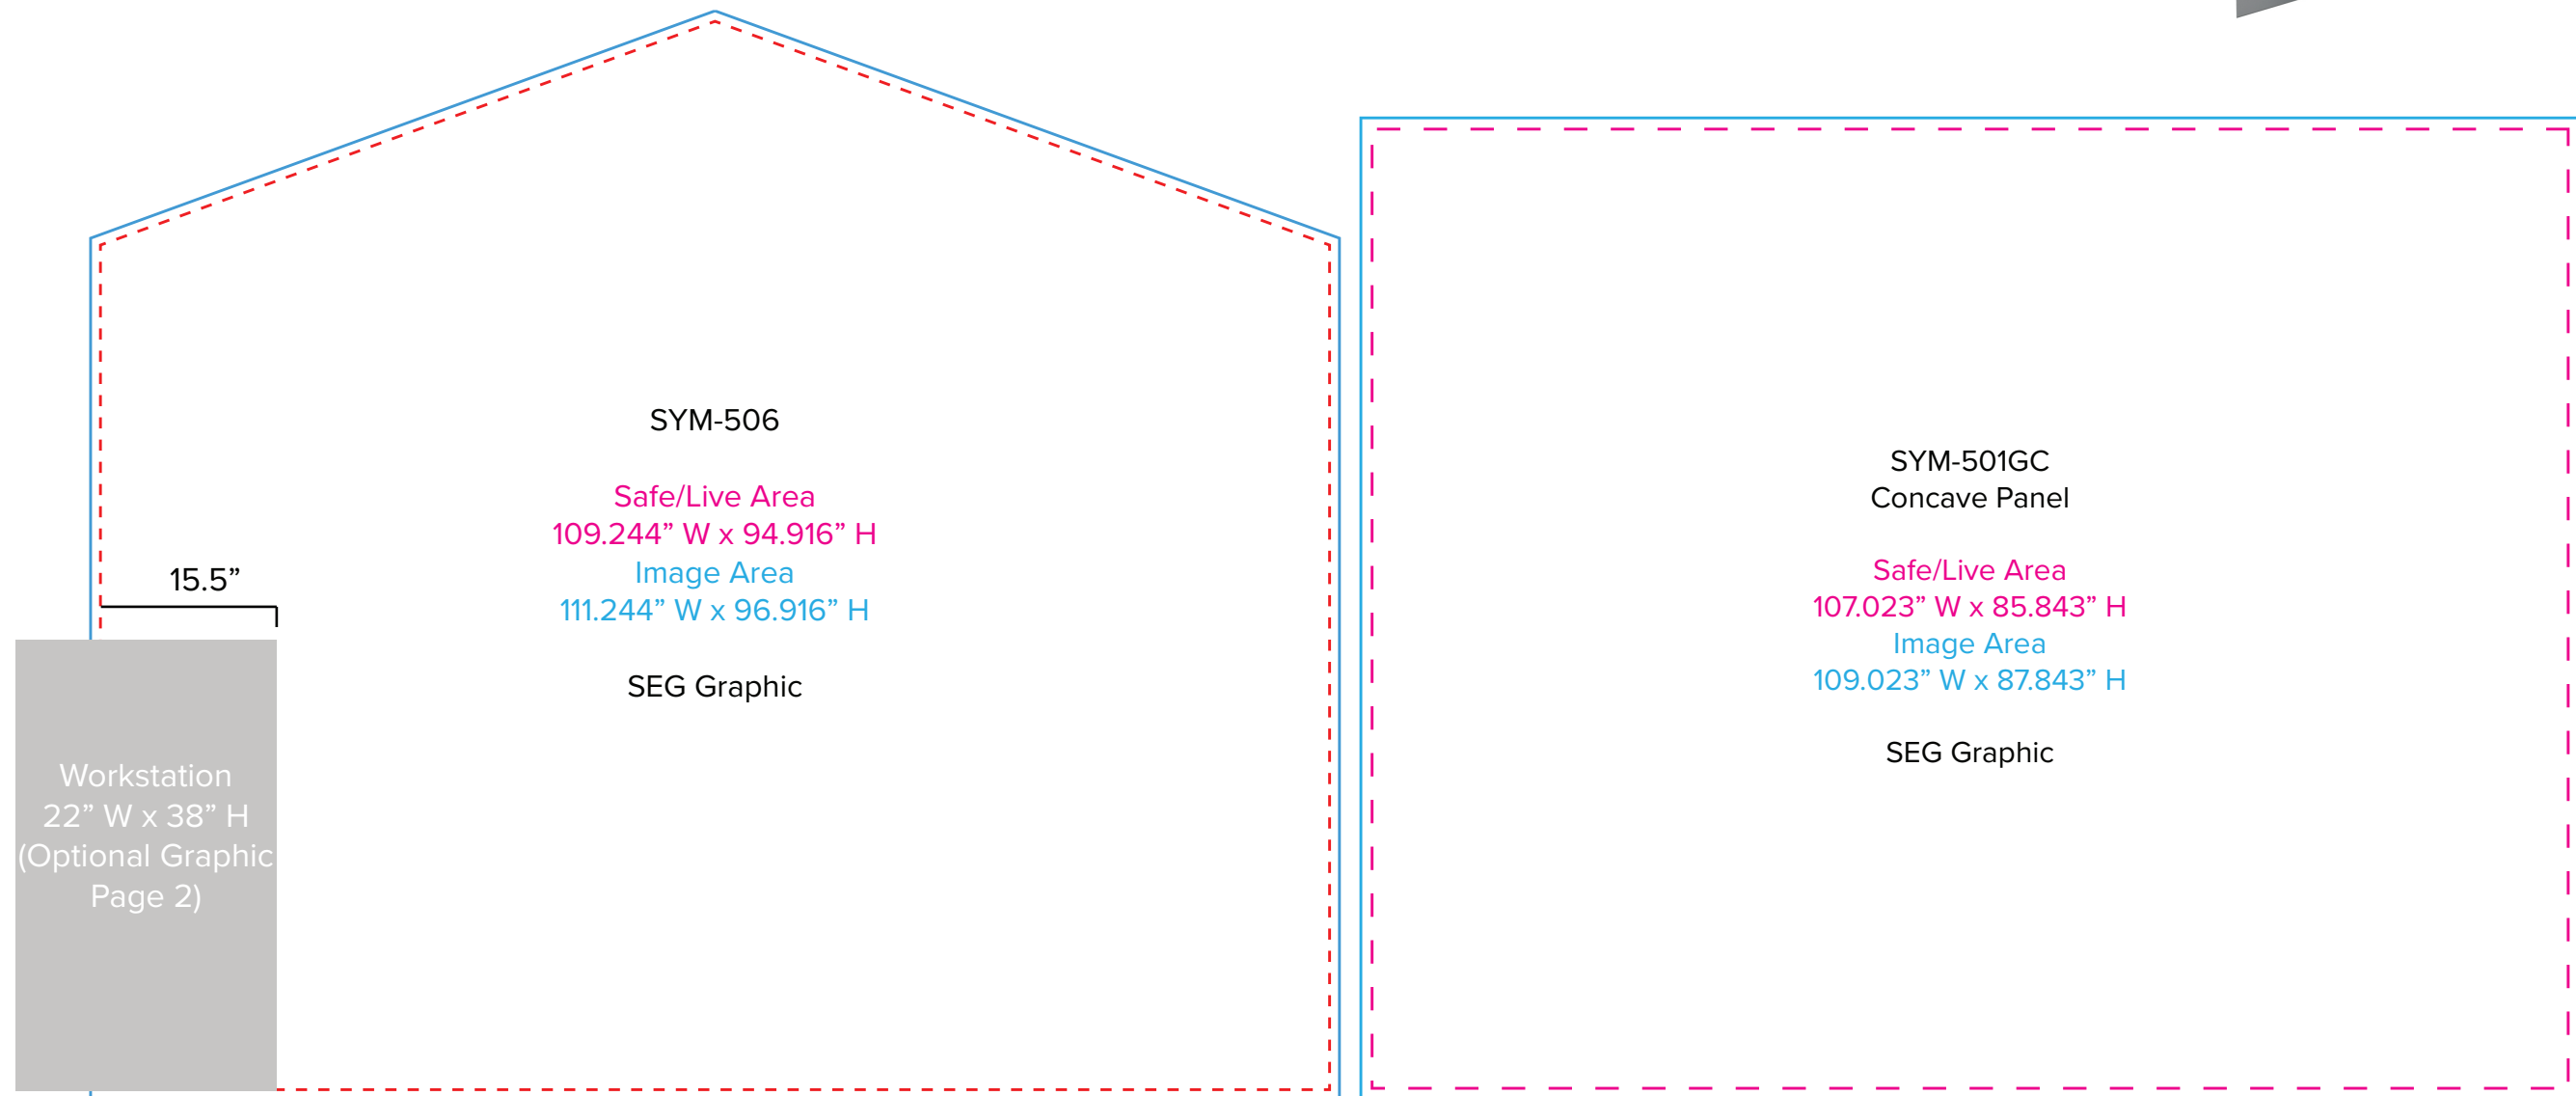 SYM-506
Safe/Live Area
109.244” W x 94.916” H
Image Area
111.244” W x 96.916” H
SEG Graphic
15.5”
Workstation
22” W x 38” H
(Optional Graphic
Page 2)
SYM-501GC
Concave Panel
Safe/Live Area
107.023” W x 85.843” H
Image Area
109.023” W x 87.843” H
SEG Graphic